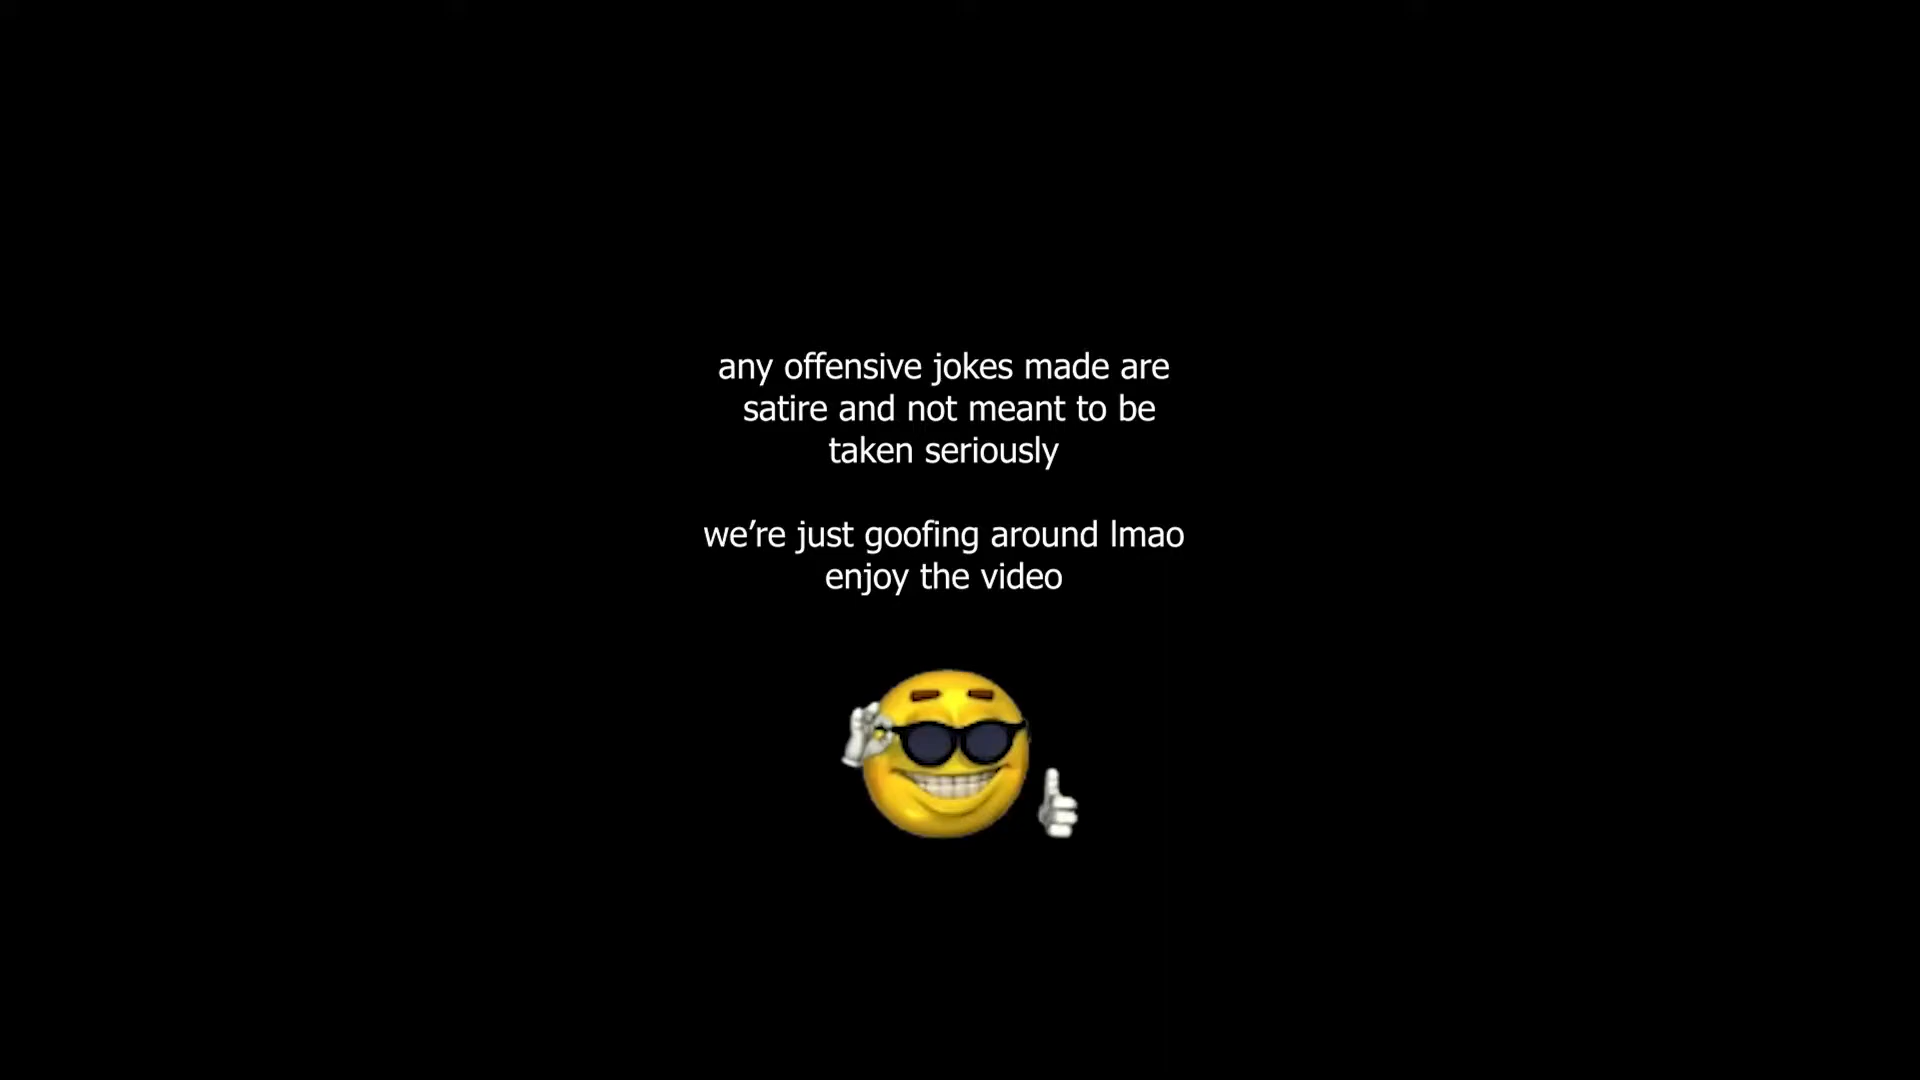 any offensive jokes made are
satire and not meant to be
taken seriously
we’re just goofing around lmao
enjoy the video